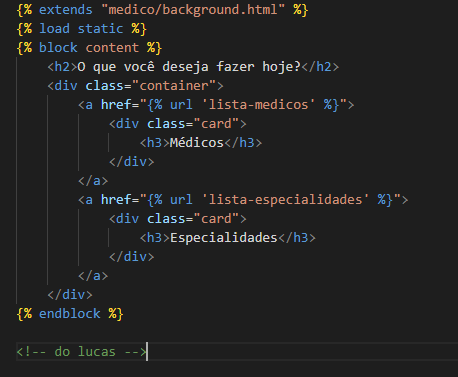 {% extends "medico/background.html" %}
{% load static %}
{% block content %}
    <h2>O que você deseja fazer hoje?</h2>
    <div class="container">
        <a href="{% url 'lista-medicos' %}">
            <div class="card">
                <h3>Médicos</h3>
            </div>
        </a>
        <a href="{% url 'lista-especialidades' %}">
            <div class="card">
                <h3>Especialidades</h3>
            </div>
        </a>
    </div>
{% endblock %}

<!-- do lucas -->